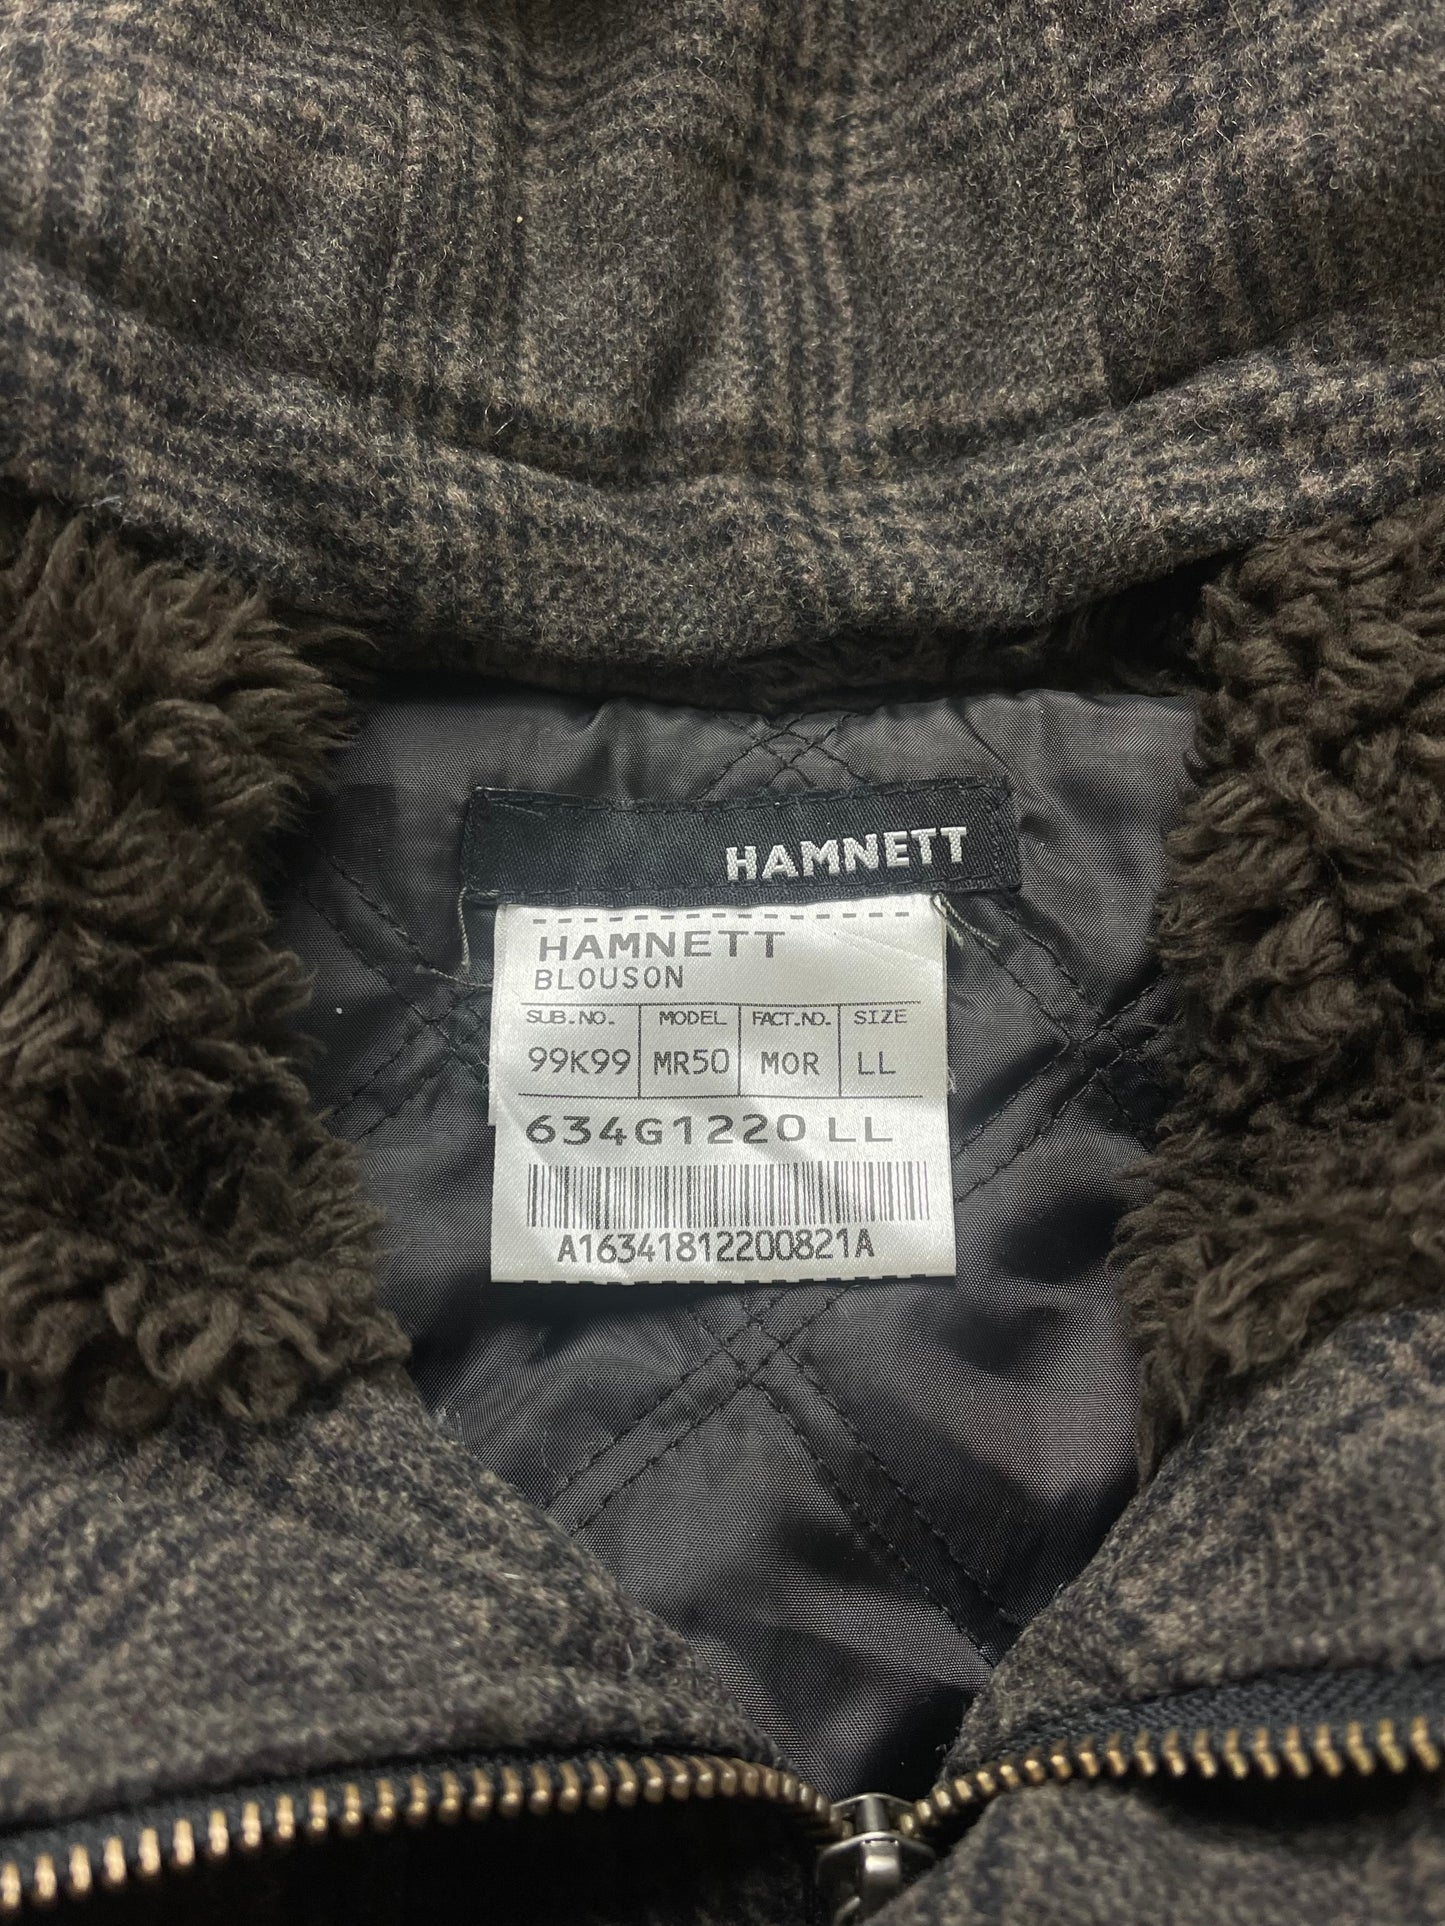 HAMNETT
HAMNETT
BLOUSON
SUB.NO. MODEL FACT.NO. SIZE
99K99 MR50 MOR LL
634G1220 LL
A16341812200821A